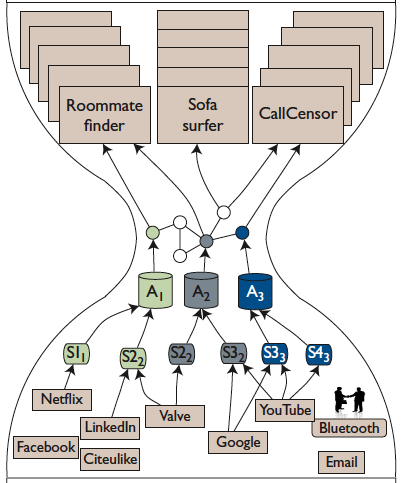 Roommate
finder
Sofa
surfer
CallCensor
A1
A2
A3
S11
S22
S22
S32
S33
S43
Netflix
LinkedIn
Valve
YouTube
Bluetooth
Facebook
Citeulike
Google
Email